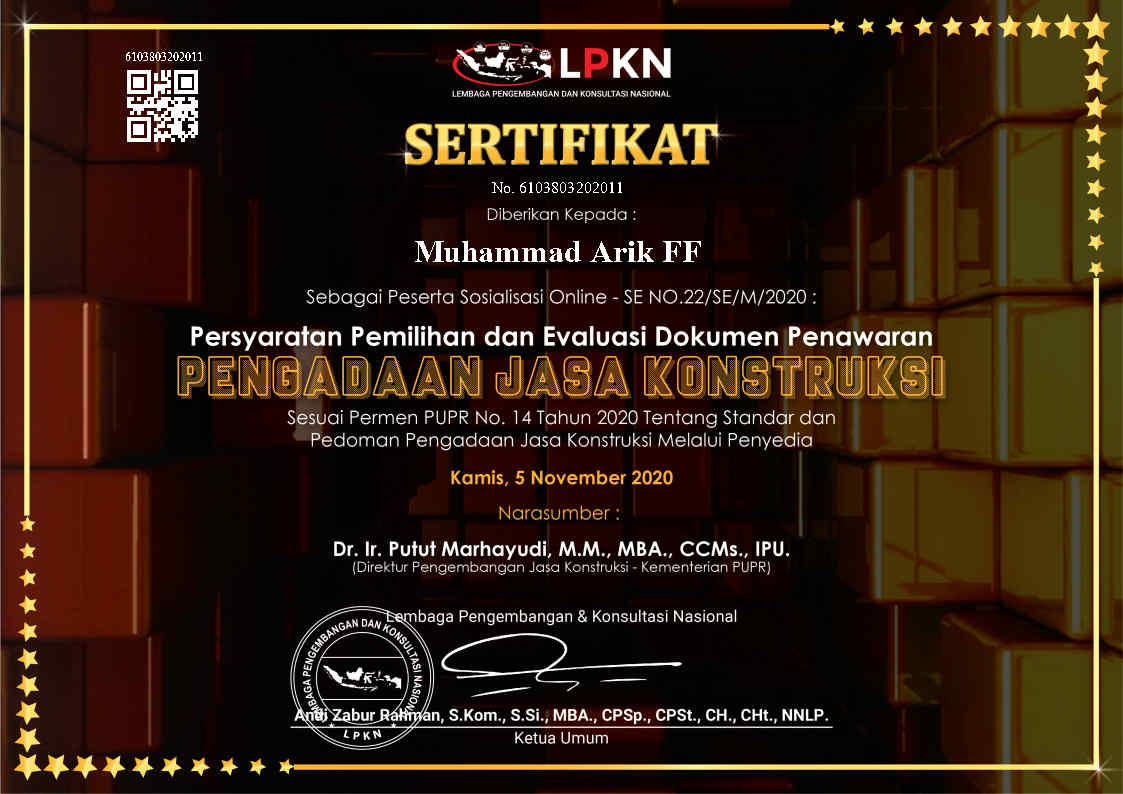 6103803202011
LPKN
LEMBAGA PENGEMBANGAN DAN KONSULTASI NASIONAL
SERTIFIKAT
No. 6103803202011
Diberikan Kepada :
Muhammad Arik FF
Sebagai Peserta Sosialisasi Online - SE NO.22/SE/M/2020 :
Persyaratan Pemilihan dan Evaluasi Dokumen Penawaran
PENGADAAN JASA KONSTRUKSI
Sesuai Permen PUPR No. 14 Tahun 2020 Tentang Standar dan
Pedoman Pengadaan Jasa Konstruksi Melalui Penyedia
Kamis, 5 November 2020
Narasumber :
Dr. Ir. Putut Marhayudi, M.M., MBA., CCMs., IPU.
(Direktur Pengembangan Jasa Konstruksi - Kementerian PUPR)
Lembaga Pengembangan & Konsultasi Nasional
LEMBAGA PENGEMBANGAN DAN KONSULTASI NASIONAL
LPKN
Andi Zabur Rahman, S.Kom., S.Si., MBA., CPSp., CPSt., CH., CHt., NNLP.
Ketua Umum